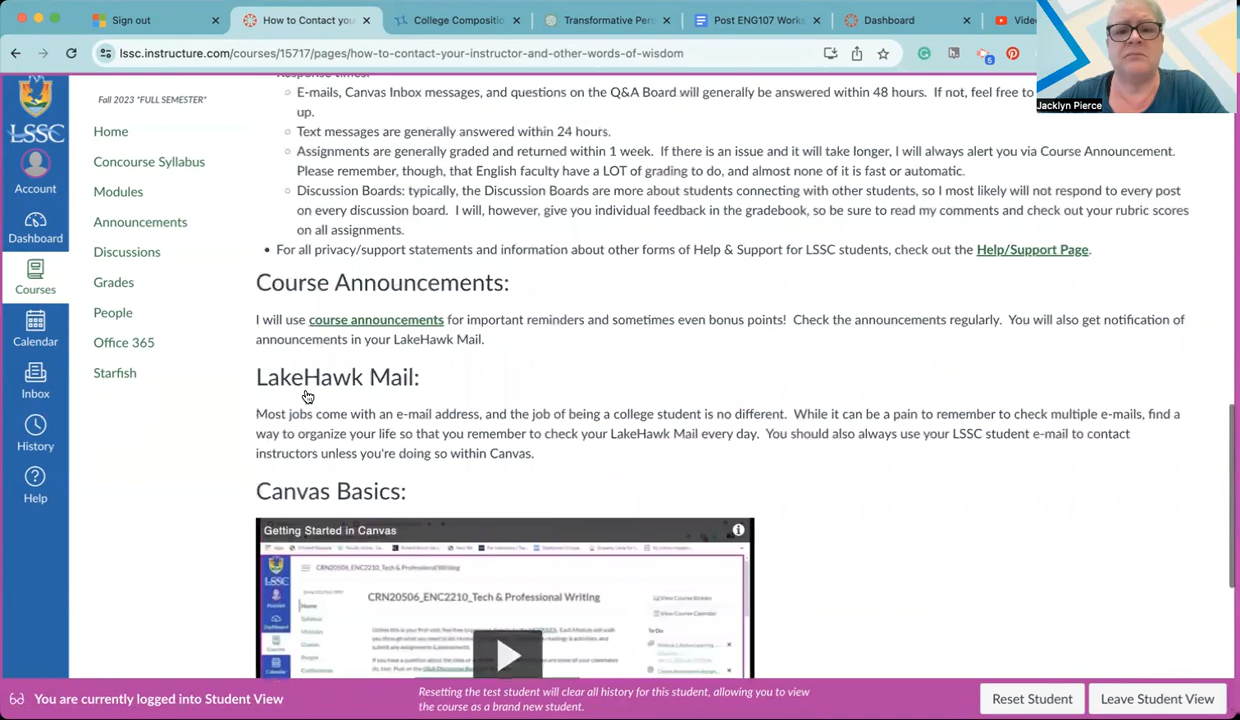 Sign out
How to Contact you
College Compositio
Transformative Per
Post ENG107 Works
Dashboard
Vide
lssc.instructure.com/courses/15717/pages/how-to-contact-your-instructor-and-other-words-of-wisdom
5
Jacklyn Pierce
LSSC
Account
Dashboard
Courses
Calendar
Inbox
History
Help
Fall 2023 *FULL SEMESTER*
Home
Concourse Syllabus
Modules
Announcements
Discussions
Grades
People
Office 365
Starfish
Response times:
E-mails, Canvas Inbox messages, and questions on the Q&A Board will generally be answered within 48 hours. If not, feel free to
up.
Text messages are generally answered within 24 hours.
Assignments are generally graded and returned within 1 week. If there is an issue and it will take longer, I will always alert you via Course Announcement.
Please remember, though, that English faculty have a LOT of grading to do, and almost none of it is fast or automatic.
Discussion Boards: typically, the Discussion Boards are more about students connecting with other students, so I most likely will not respond to every post
on every discussion board. I will, however, give you individual feedback in the gradebook, so be sure to read my comments and check out your rubric scores
on all assignments.
For all privacy/support statements and information about other forms of Help & Support for LSSC students, check out the Help/Support Page.
Course Announcements:
I will use course announcements for important reminders and sometimes even bonus points! Check the announcements regularly. You will also get notification of
announcements in your LakeHawk Mail.
LakeHawk Mail:
Most jobs come with an e-mail address, and the job of being a college student is no different. While it can be a pain to remember to check multiple e-mails, find a
way to organize your life so that you remember to check your LakeHawk Mail every day. You should also always use your LSSC student e-mail to contact
instructors unless you're doing so within Canvas.
Canvas Basics:
Getting Started in Canvas
CRN20506_ENC2210_Tech & Professional Writing
CRN20506_ENC2210_Tech & Professional Writing
Home
You are currently logged into Student View
Resetting the test student will clear all history for this student, allowing you to view
the course as a brand new student.
Reset Student
Leave Student View